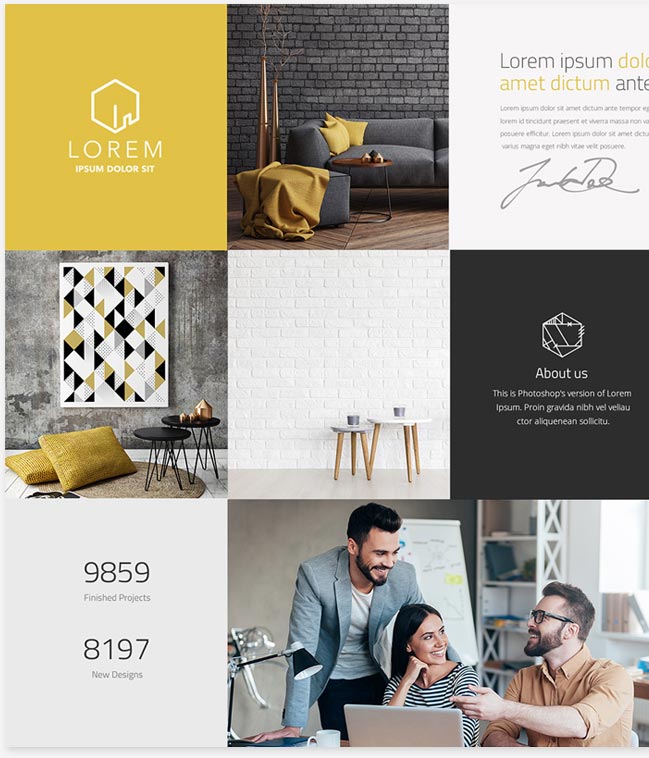 LOREM
IPSUM DOLOR SIT
Lorem ipsum
amet dictum ante
Lorem ipsum dolor sit amet dictum ante tempor
lorem id tincidunt praesent et viverra massa non
posuere efficitur. Lorem ipsum dolor sit amet
varius magna eget nibh vitae velit posuere.
About us
This is Photoshop's version of Lorem
Ipsum. Proin gravida nibh vel veliau
ctor aliquenean sollicitu.
9859
Finished Projects
8197
New Designs